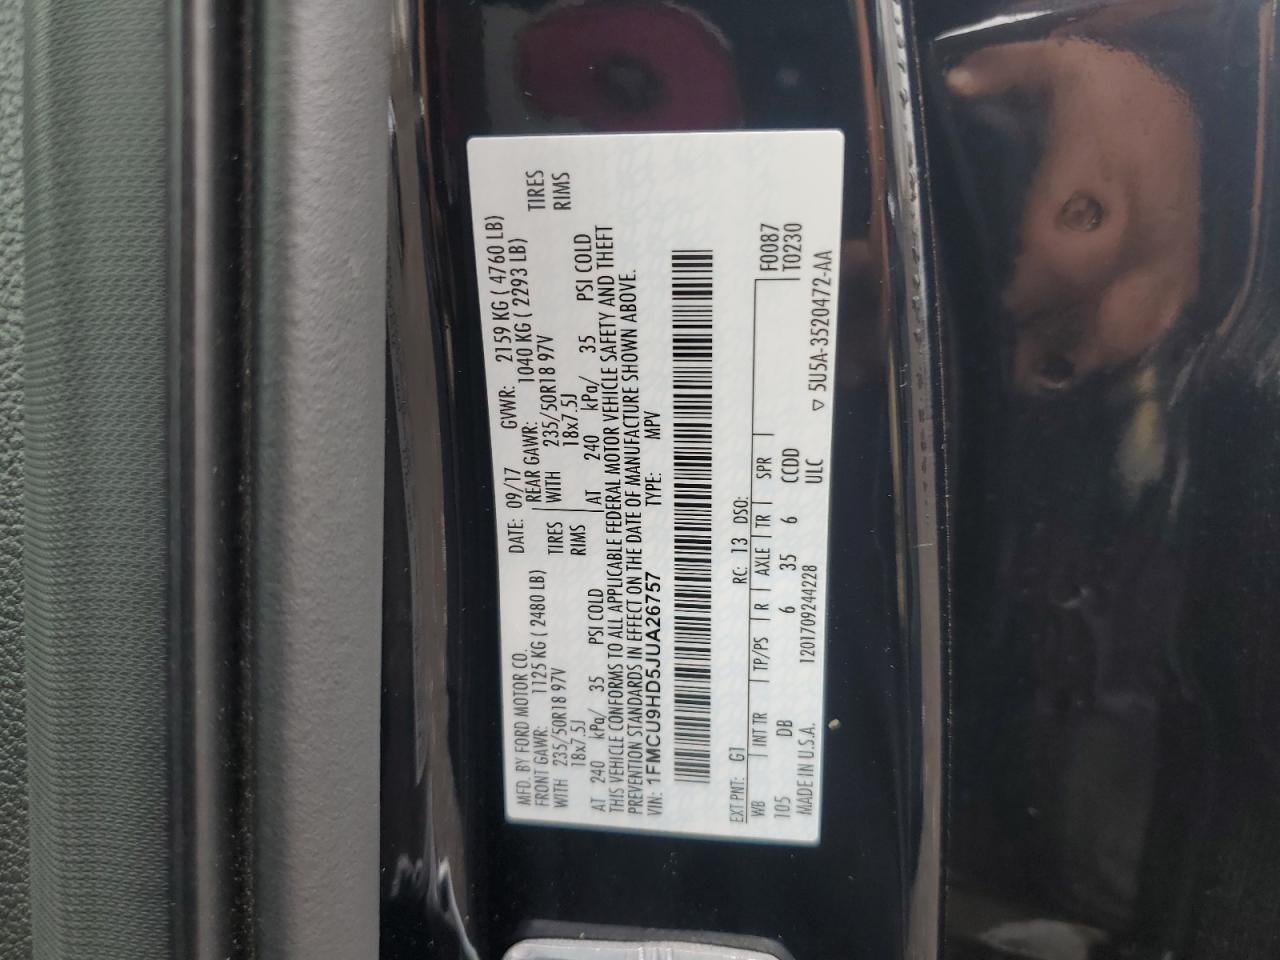 MFD. BY FORD MOTOR CO. DATE: 09/17 GVWR: 2159 KG ( 4760 LB)
FRONT GAWR: 1125 KG ( 2480 LB) REAR GAWR: 1040 KG ( 2293 LB)
WITH 235/50R18 97V TIRES WITH 235/50R18 97V TIRES
18x7.5J RIMS 18x7.5J RIMS
AT 240 kPa/ 35 PSI COLD AT 240 kPa/ 35 PSI COLD
THIS VEHICLE CONFORMS TO ALL APPLICABLE FEDERAL MOTOR VEHICLE SAFETY AND THEFT
PREVENTION STANDARDS IN EFFECT ON THE DATE OF MANUFACTURE SHOWN ABOVE.
VIN: 1FMCU9HD5JUA26757 TYPE: MPV
EXT PNT: G1 RC: 13 DSO: F0087
WB INT TR TP/PS R AXLE TR SPR T0230
105 DB 6 35 6 CCDD
MADE IN U.S.A. 1201709244228 ULC ▽ 5U5A-3520472-AA